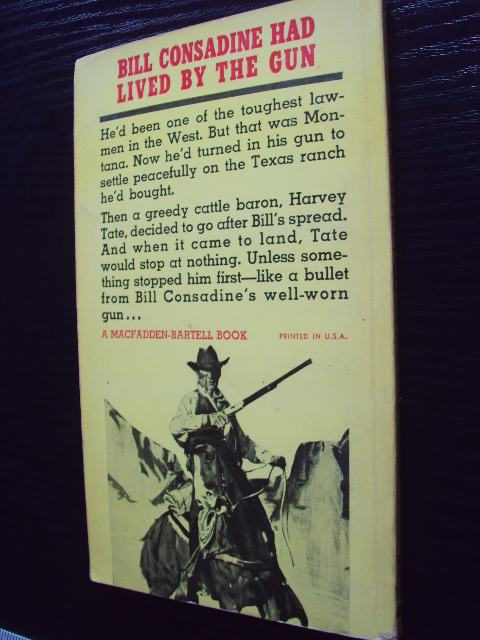 BILL CONSADINE HAD
LIVED BY THE GUN
He'd been one of the toughest law-
men in the West. But that was Mon-
tana. Now he'd turned in his gun to
settle peacefully on the Texas ranch
he'd bought.
Then a greedy cattle baron, Harvey
Tate, decided to go after Bill's spread.
And when it came to land, Tate
would stop at nothing. Unless some-
thing stopped him first—like a bullet
from Bill Consadine's well-worn
gun...
A MACFADDEN-BARTELL BOOK PRINTED IN U.S.A.